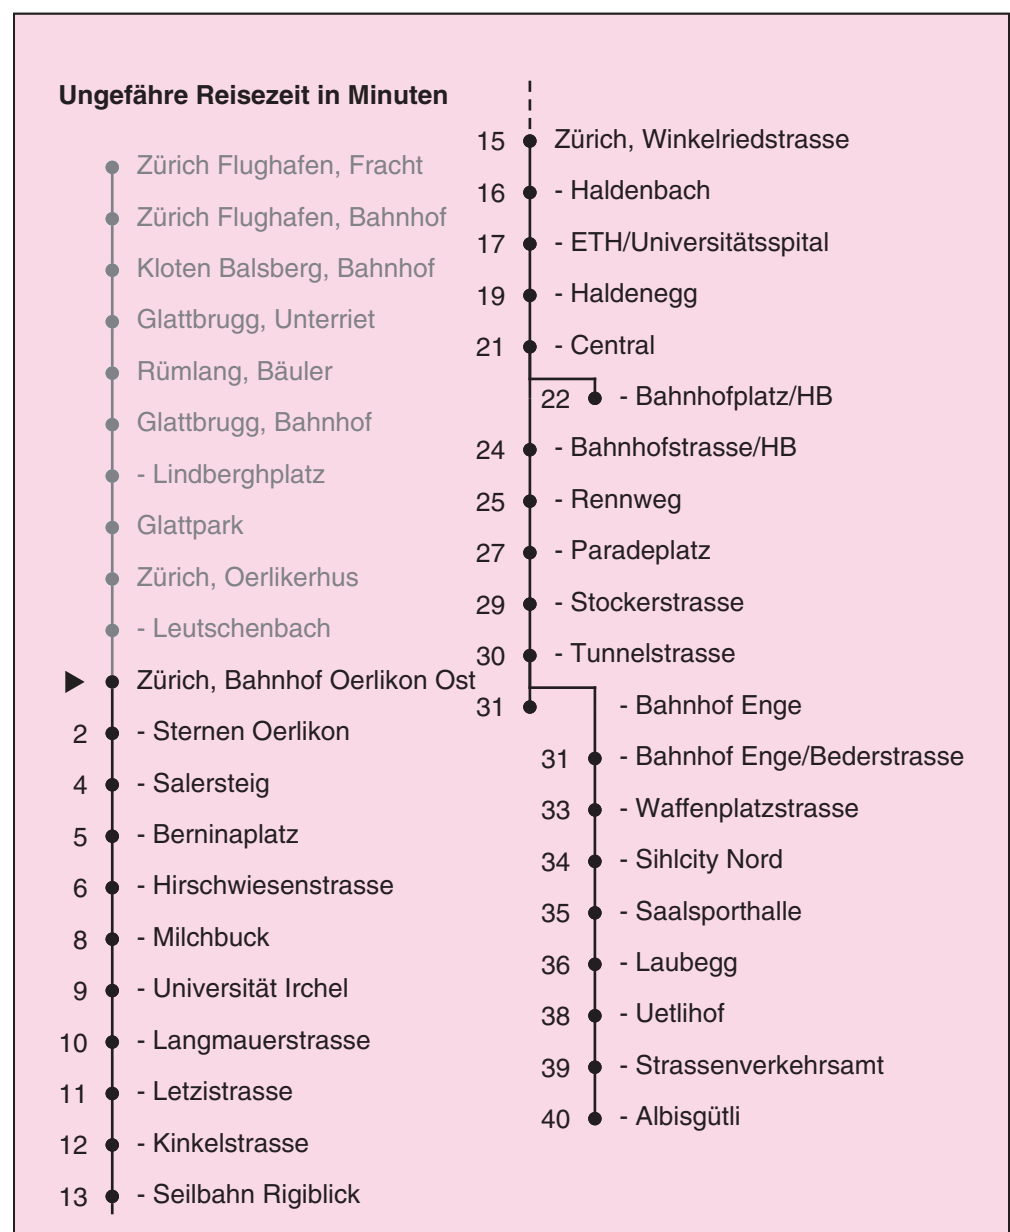 Ungefähre Reisezeit in Minuten
Zürich Flughafen, Fracht
Zürich Flughafen, Bahnhof
Kloten Balsberg, Bahnhof
Glattbrugg, Unterriet
Rümlang, Bäuler
Glattbrugg, Bahnhof
- Lindberghplatz
Glattpark
Zürich, Oerlikerhus
- Leutschenbach
Zürich, Bahnhof Oerlikon Ost
2 - Sternen Oerlikon
4 - Salersteig
5 - Berninaplatz
6 - Hirschwiesenstrasse
8 - Milchbuck
9 - Universität Irchel
10 - Langmauerstrasse
11 - Letzistrasse
12 - Kinkelstrasse
13 - Seilbahn Rigiblick
15 Zürich, Winkelriedstrasse
16 - Haldenbach
17 - ETH/Universitätsspital
19 - Haldenegg
21 - Central
22 - Bahnhofplatz/HB
24 - Bahnhofstrasse/HB
25 - Rennweg
27 - Paradeplatz
29 - Stockerstrasse
30 - Tunnelstrasse
31 - Bahnhof Enge
31 - Bahnhof Enge/Bederstrasse
33 - Waffenplatzstrasse
34 - Sihlcity Nord
35 - Saalsporthalle
36 - Laubegg
38 - Uetlihof
39 - Strassenverkehrsamt
40 - Albisgütli